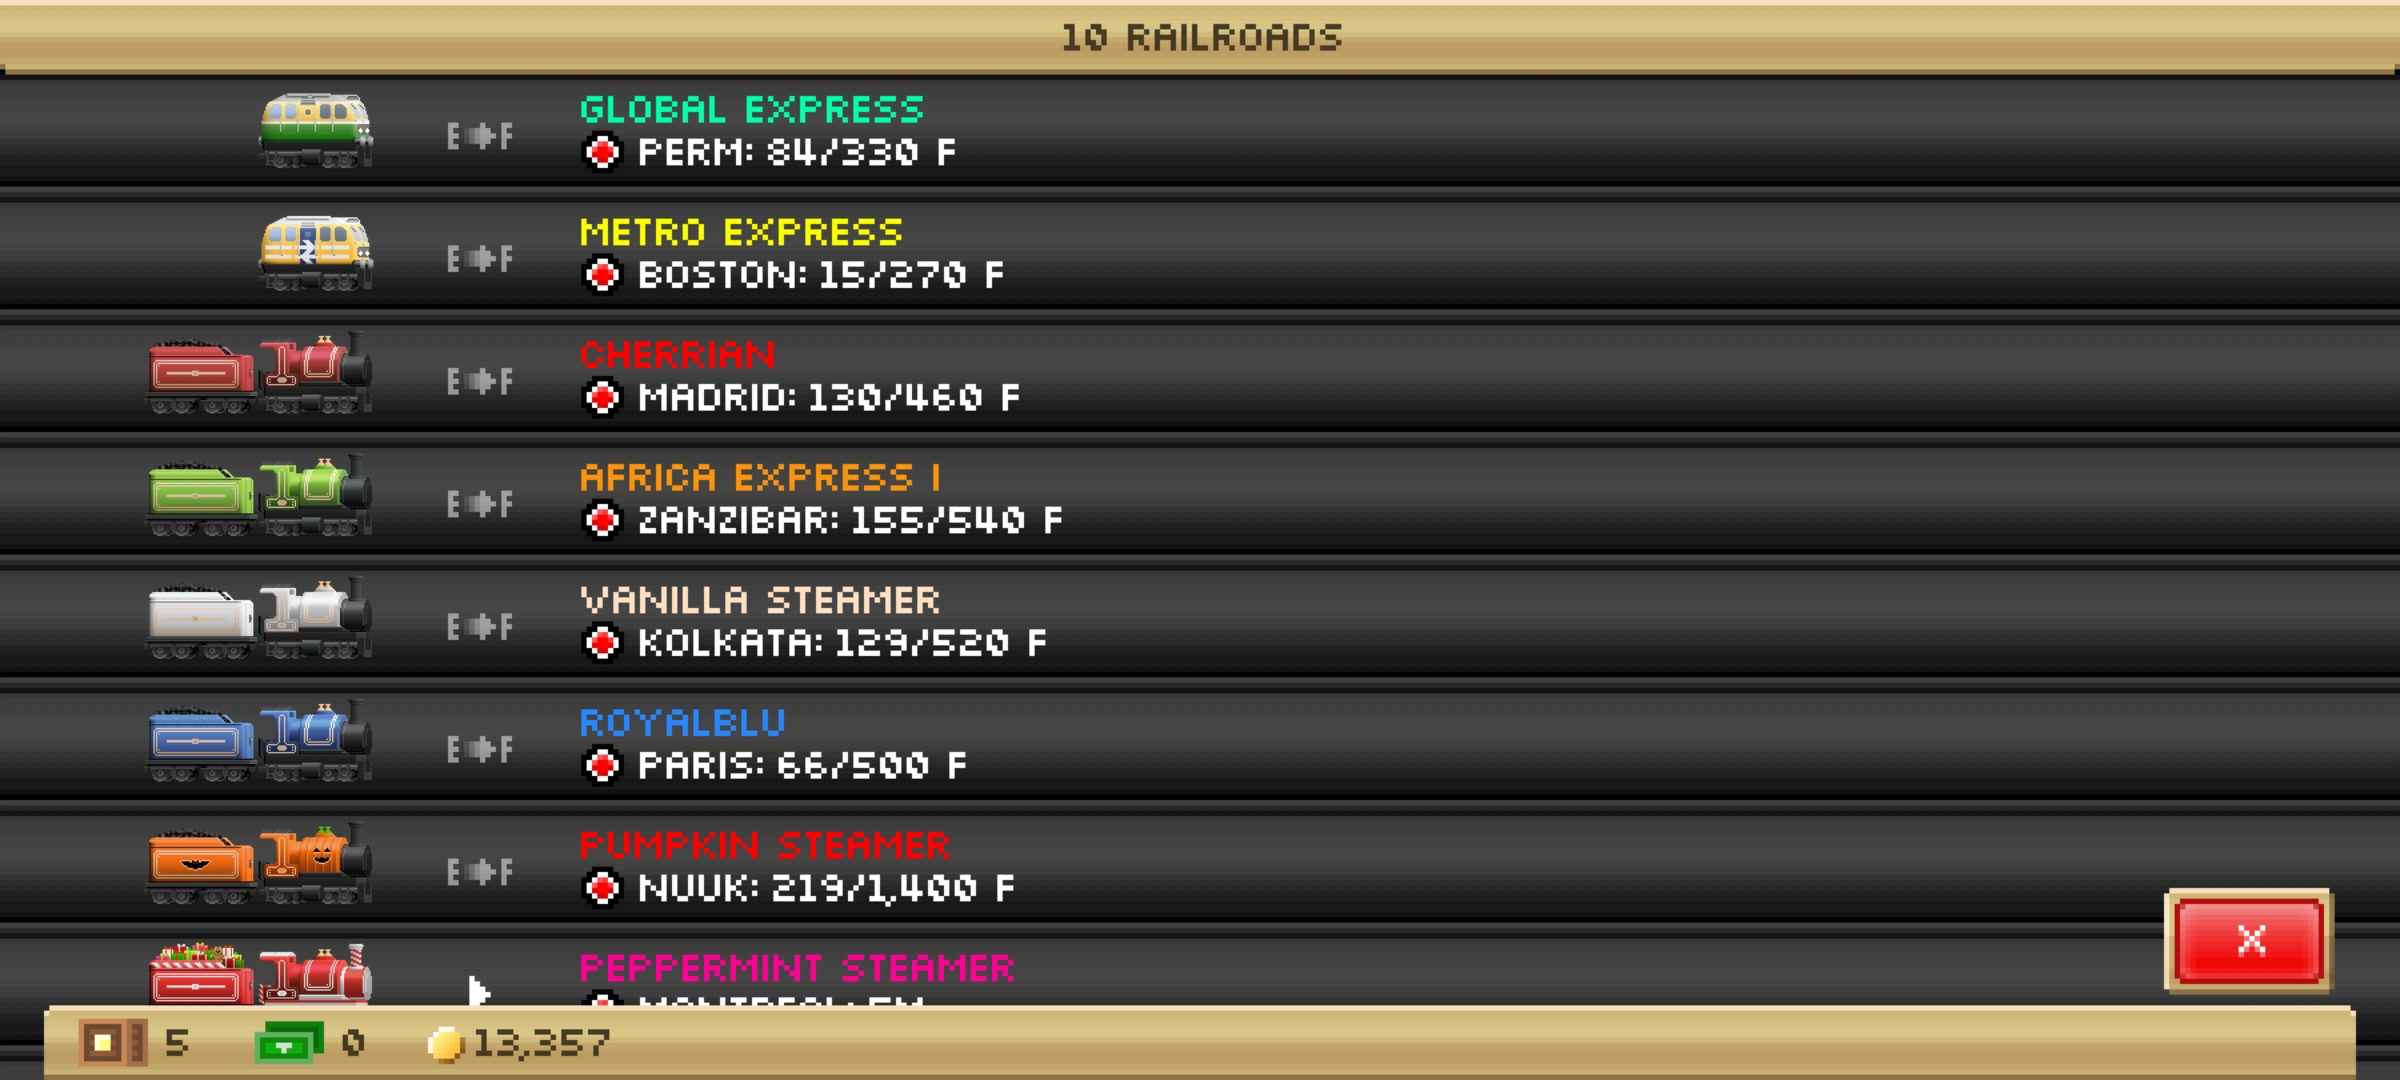 10 RAILROADS
GLOBAL EXPRESS
E F
PERM: 84/330 F
METRO EXPRESS
E F
BOSTON: 15/270 F
CHERRIAN
E F
MADRID: 130/460 F
AFRICA EXPRESS I
E F
ZANZIBAR: 155/540 F
VANILLA STEAMER
E F
KOLKATA: 129/520 F
ROYALBLU
E F
PARIS: 66/500 F
PUMPKIN STEAMER
E F
NUUK: 219/1,400 F
PEPPERMINT STEAMER
X
5 0 13,357